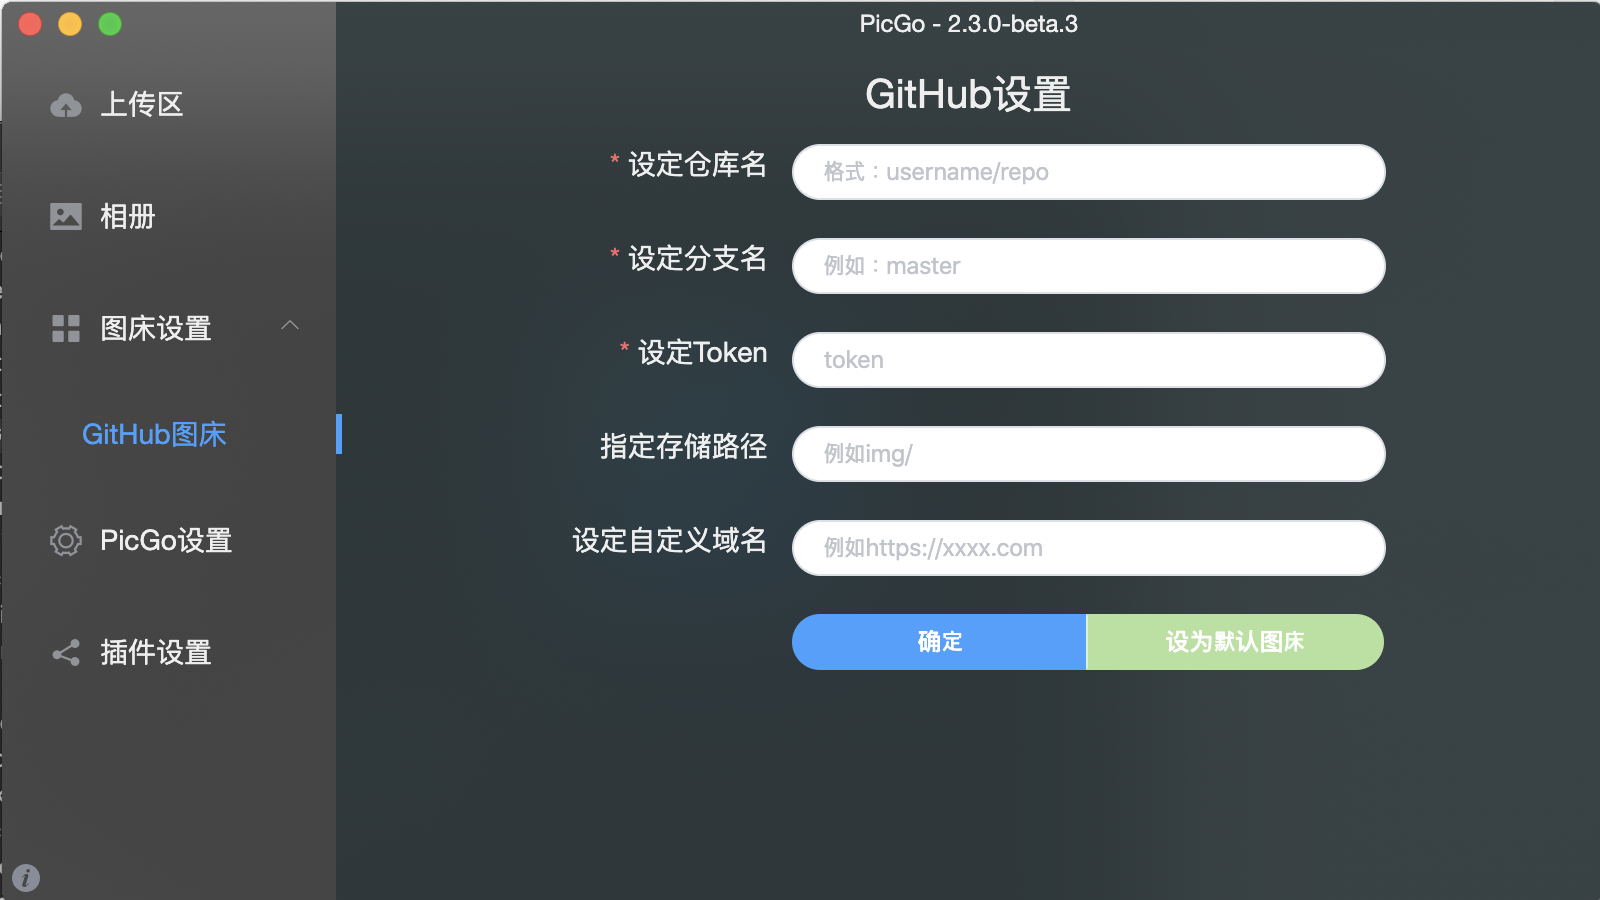 PicGo - 2.3.0-beta.3
上传区
相册
图床设置
GitHub图床
PicGo设置
插件设置
GitHub设置
* 设定仓库名
格式：username/repo
* 设定分支名
例如：master
* 设定Token
token
指定存储路径
例如img/
设定自定义域名
例如https://xxxx.com
确定
设为默认图床